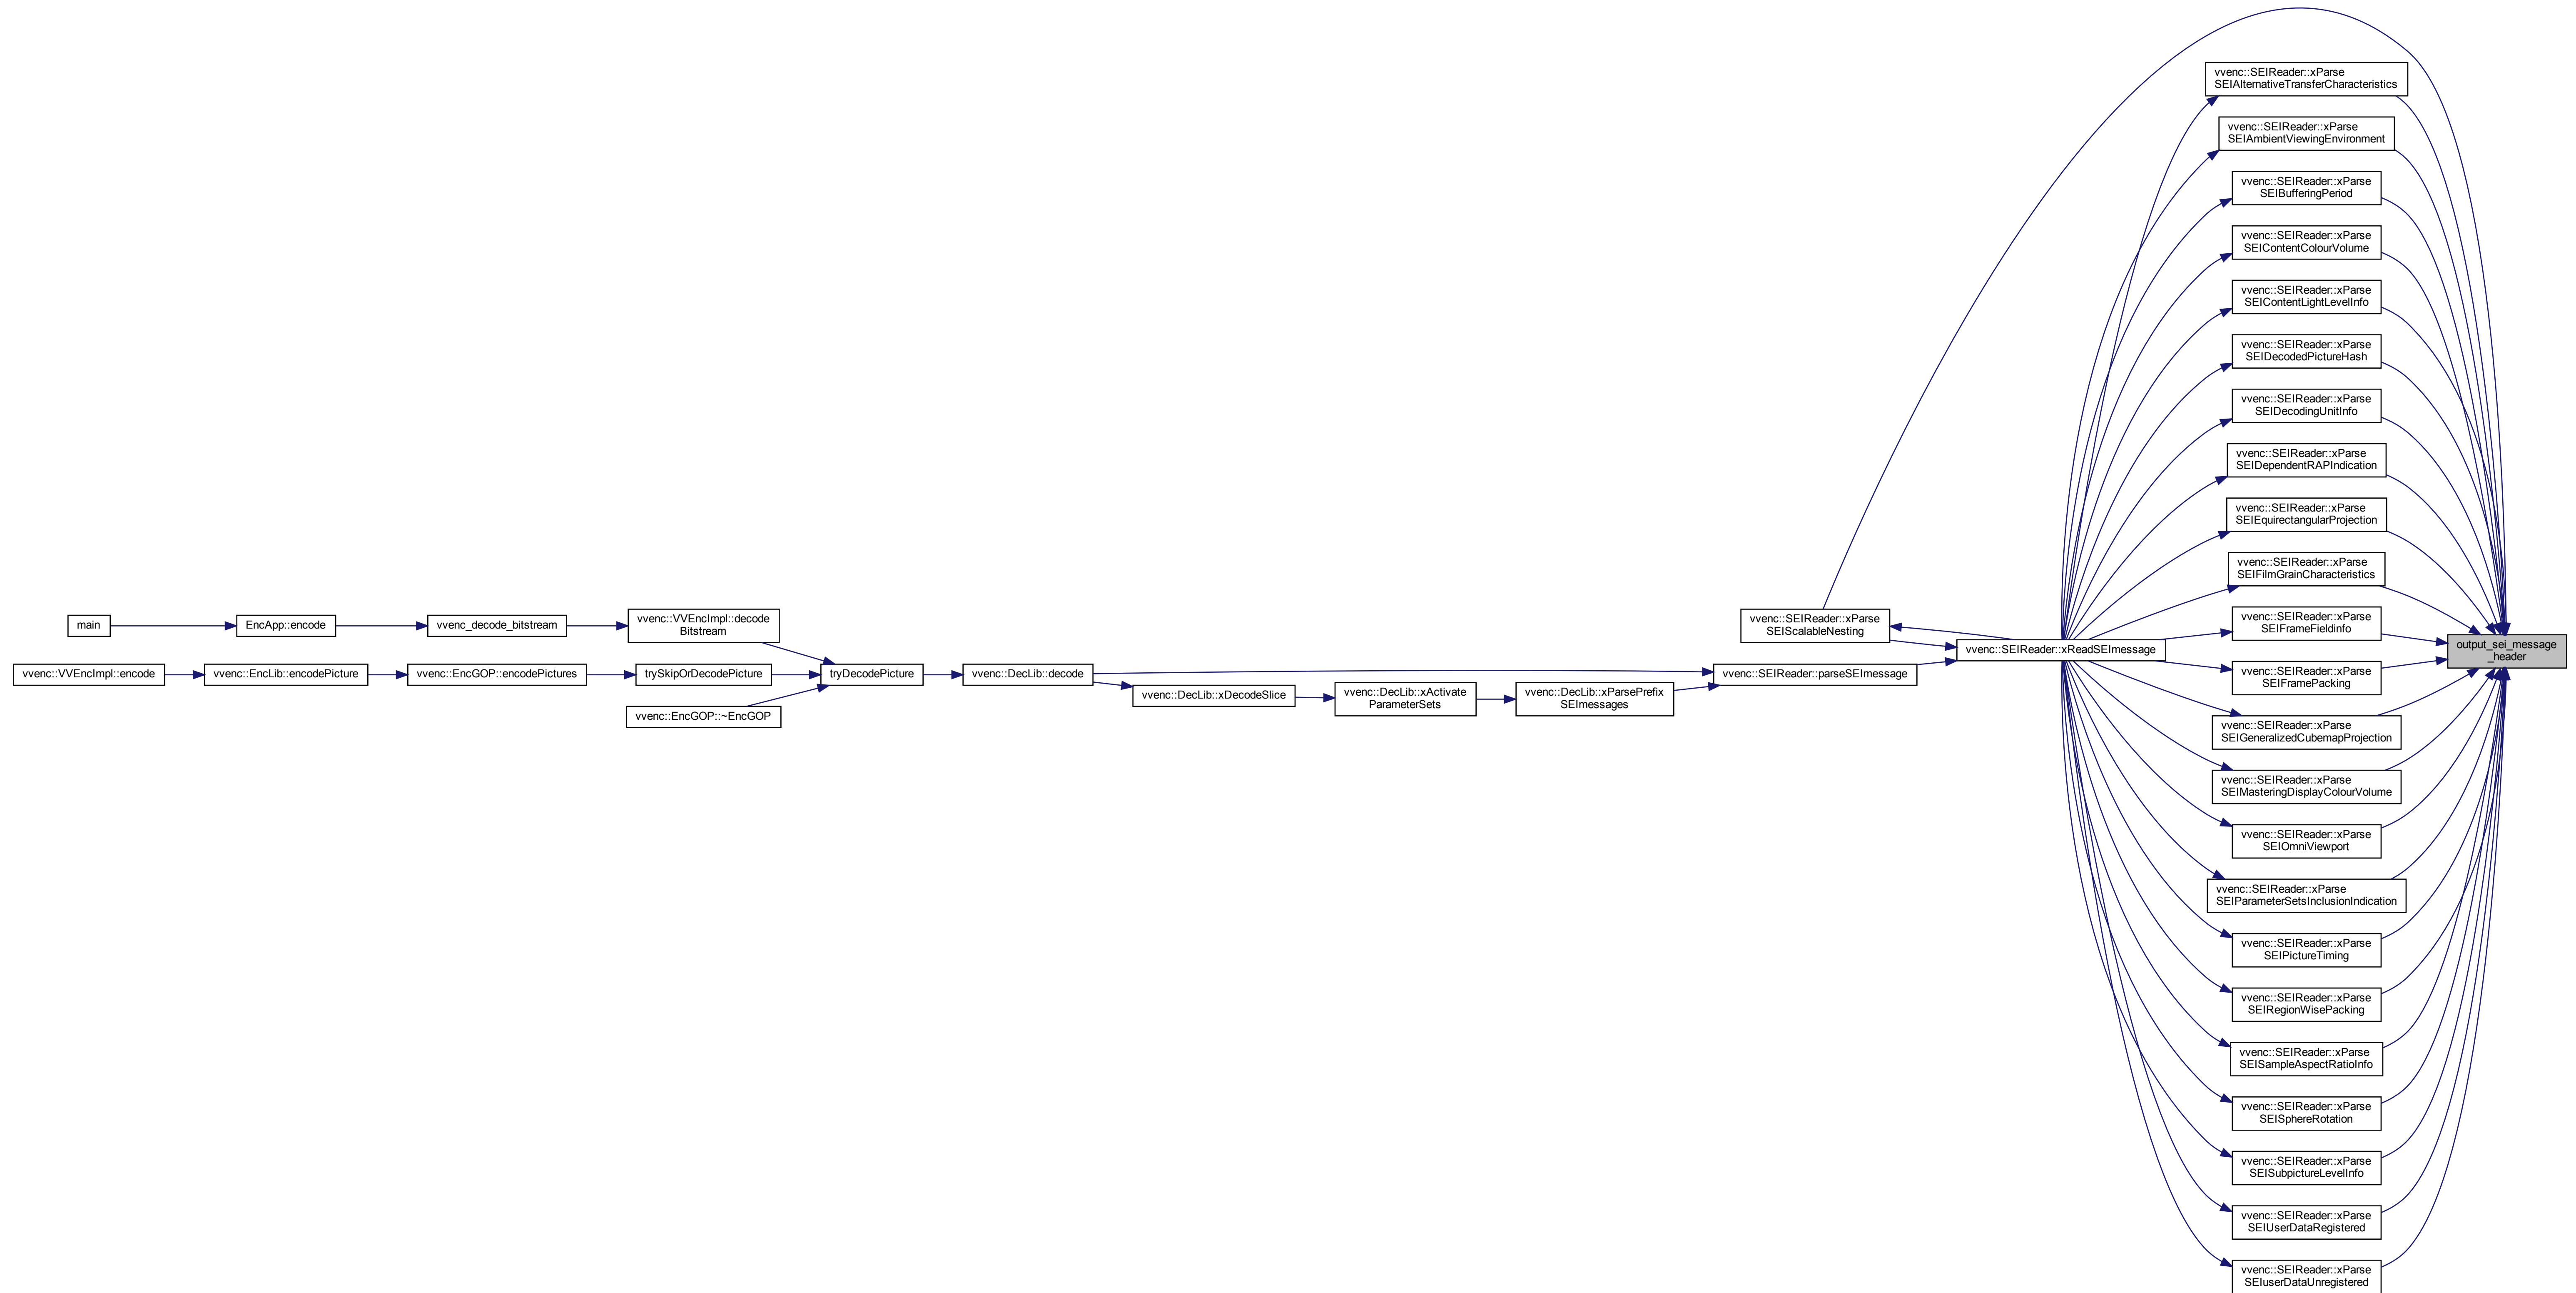 main
EncApp::encode
vvenc_decode_bitstream
vvenc::VVEncImpl::decode
Bitstream
vvenc::VVEncImpl::encode
vvenc::EncLib::encodePicture
vvenc::EncGOP::encodePictures
trySkipOrDecodePicture
vvenc::EncGOP::~EncGOP
tryDecodePicture
vvenc::DecLib::decode
vvenc::DecLib::xDecodeSlice
vvenc::DecLib::xActivate
ParameterSets
vvenc::DecLib::xParsePrefix
SEImessages
vvenc::SEIReader::xParse
SEIScalableNesting
vvenc::SEIReader::parseSEImessage
vvenc::SEIReader::xReadSEImessage
vvenc::SEIReader::xParse
SEIAlternativeTransferCharacteristics
vvenc::SEIReader::xParse
SEIAmbientViewingEnvironment
vvenc::SEIReader::xParse
SEIBufferingPeriod
vvenc::SEIReader::xParse
SEIContentColourVolume
vvenc::SEIReader::xParse
SEIContentLightLevelInfo
vvenc::SEIReader::xParse
SEIDecodedPictureHash
vvenc::SEIReader::xParse
SEIDecodingUnitInfo
vvenc::SEIReader::xParse
SEIDependentRAPIndication
vvenc::SEIReader::xParse
SEIEquirectangularProjection
vvenc::SEIReader::xParse
SEIFilmGrainCharacteristics
vvenc::SEIReader::xParse
SEIFrameFieldinfo
vvenc::SEIReader::xParse
SEIFramePacking
vvenc::SEIReader::xParse
SEIGeneralizedCubemapProjection
vvenc::SEIReader::xParse
SEIMasteringDisplayColourVolume
vvenc::SEIReader::xParse
SEIOmniViewport
vvenc::SEIReader::xParse
SEIParameterSetsInclusionIndication
vvenc::SEIReader::xParse
SEIPictureTiming
vvenc::SEIReader::xParse
SEIRegionWisePacking
vvenc::SEIReader::xParse
SEISampleAspectRatioInfo
vvenc::SEIReader::xParse
SEISphereRotation
vvenc::SEIReader::xParse
SEISubpictureLevelInfo
vvenc::SEIReader::xParse
SEIUserDataRegistered
vvenc::SEIReader::xParse
SEIuserDataUnregistered
output_sei_message
_header